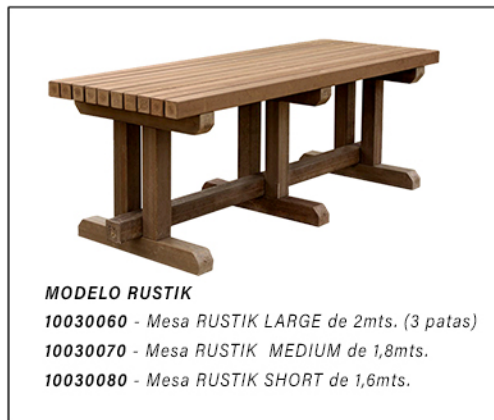 MODELO RUSTIK
10030060 - Mesa RUSTIK LARGE de 2mts. (3 patas)
10030070 - Mesa RUSTIK MEDIUM de 1,8mts.
10030080 - Mesa RUSTIK SHORT de 1,6mts.